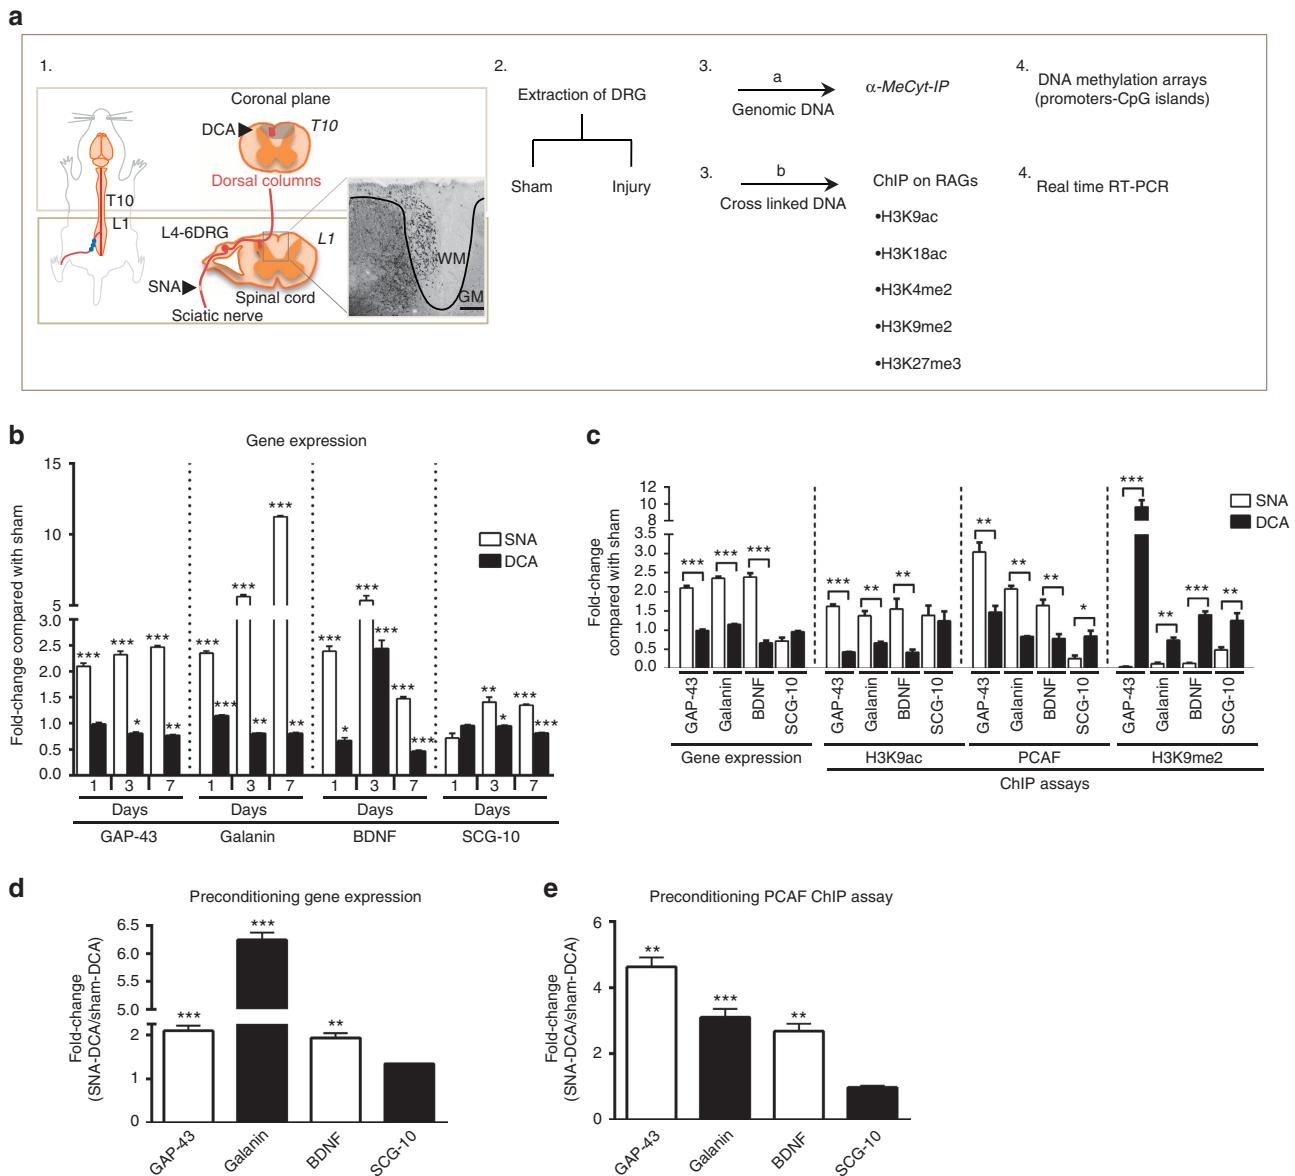 a
1.
Coronal plane
DCA
T10
Dorsal columns
T10
L1
L4-6DRG
L1
SNA
Spinal cord
Sciatic nerve
WM
GM
2.
Extraction of DRG
Sham
Injury
3.
a
Genomic DNA
α-MeCyt-IP
4.
DNA methylation arrays
(promoters-CpG islands)
3.
b
Cross linked DNA
ChIP on RAGs
•H3K9ac
•H3K18ac
•H3K4me2
•H3K9me2
•H3K27me3
4.
Real time RT-PCR
b
Gene expression
Fold-change compared with sham
15
10
5
3.0
2.5
2.0
1.5
1.0
0.5
0.0
*** *** *** * **
*** *** *** *** ** **
*** *** *** * *** ***
** *** * ***
SNA
DCA
1 3 7 1 3 7 1 3 7 1 3 7
Days Days Days Days
GAP-43 Galanin BDNF SCG-10
c
Fold-change
compared with sham
12
10
8
3.5
3.0
2.5
2.0
1.5
1.0
0.5
0.0
*** *** ***
*** ** **
** ** ** *
*** ** *** **
SNA
DCA
GAP-43 Galanin BDNF SCG-10 GAP-43 Galanin BDNF SCG-10 GAP-43 Galanin BDNF SCG-10 GAP-43 Galanin BDNF SCG-10
Gene expression H3K9ac PCAF H3K9me2
ChIP assays
d
Preconditioning gene expression
Fold-change
(SNA-DCA/sham-DCA)
6.5
6.0
5.5
5.0
2
1
0
*** *** **
GAP-43 Galanin BDNF SCG-10
e
Preconditioning PCAF ChIP assay
Fold-change
(SNA-DCA/sham-DCA)
6
4
2
0
** *** **
GAP-43 Galanin BDNF SCG-10